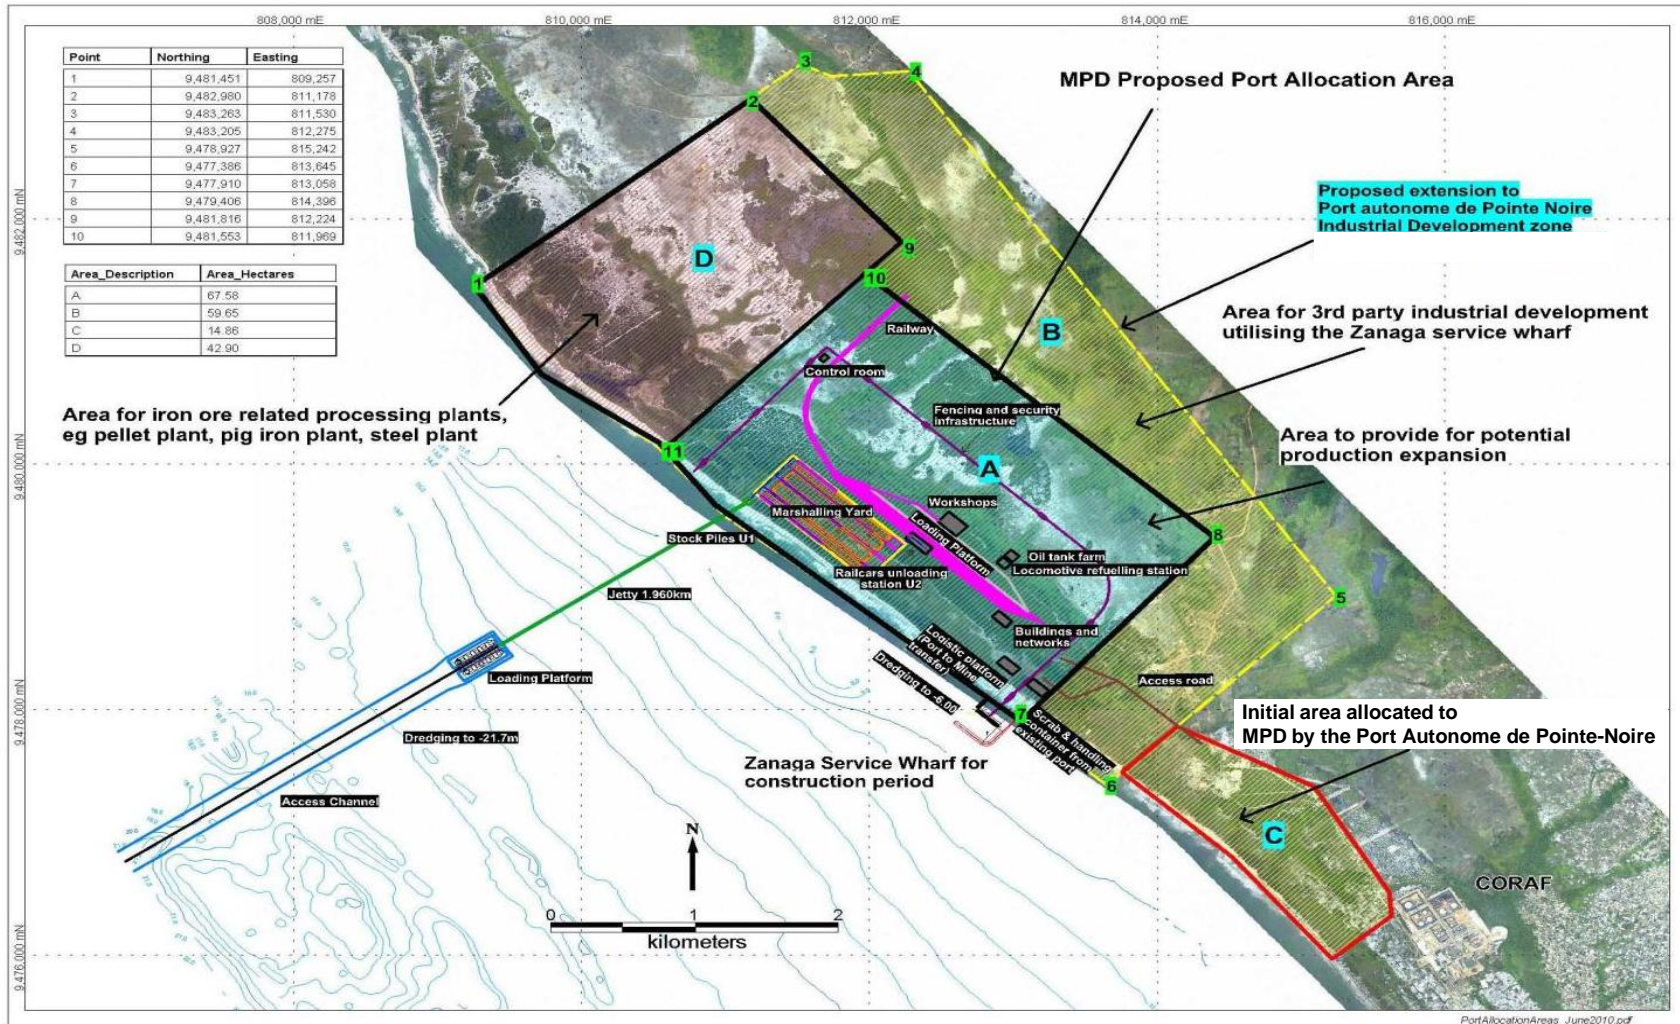 808,000 mE
810,000 mE
812,000 mE
814,000 mE
816,000 mE
Point Northing Easting
1 9,481,451 809,257
2 9,482,980 811,178
3 9,483,263 811,530
4 9,483,205 812,275
5 9,478,927 815,242
6 9,477,386 813,645
7 9,477,910 813,058
8 9,479,406 814,396
9 9,481,816 812,224
10 9,481,553 811,969
Area_Description Area_Hectares
A 67.58
B 59.65
C 14.86
D 42.90
9,482,000 mN
9,480,000 mN
9,478,000 mN
9,476,000 mN
3
4
2
MPD Proposed Port Allocation Area
Proposed extension to
Port autonome de Pointe Noire
Industrial Development zone
9
D
10
1
B
Area for 3rd party industrial development
utilising the Zanaga service wharf
Railway
Control room
Area for iron ore related processing plants,
eg pellet plant, pig iron plant, steel plant
Fencing and security
infrastructure
Area to provide for potential
production expansion
11
A
Workshops
Marshalling Yard
Loading Platform
Stock Piles U1
8
Oil tank farm
Locomotive refuelling station
Railcars unloading
station U2
Jetty 1.960km
5
Buildings and
networks
Logistic platform
(Port to Mine
transfer)
Loading Platform
Dredging to -6.00
Access road
7
Initial area allocated to
MPD by the Port Autonome de Pointe-Noire
Scrab & handling
container from
existing port
Dredging to -21.7m
Zanaga Service Wharf for
construction period
6
Access Channel
N
C
CORAF
0 1 2
kilometers
PortAllocationAreas_June2010.pdf